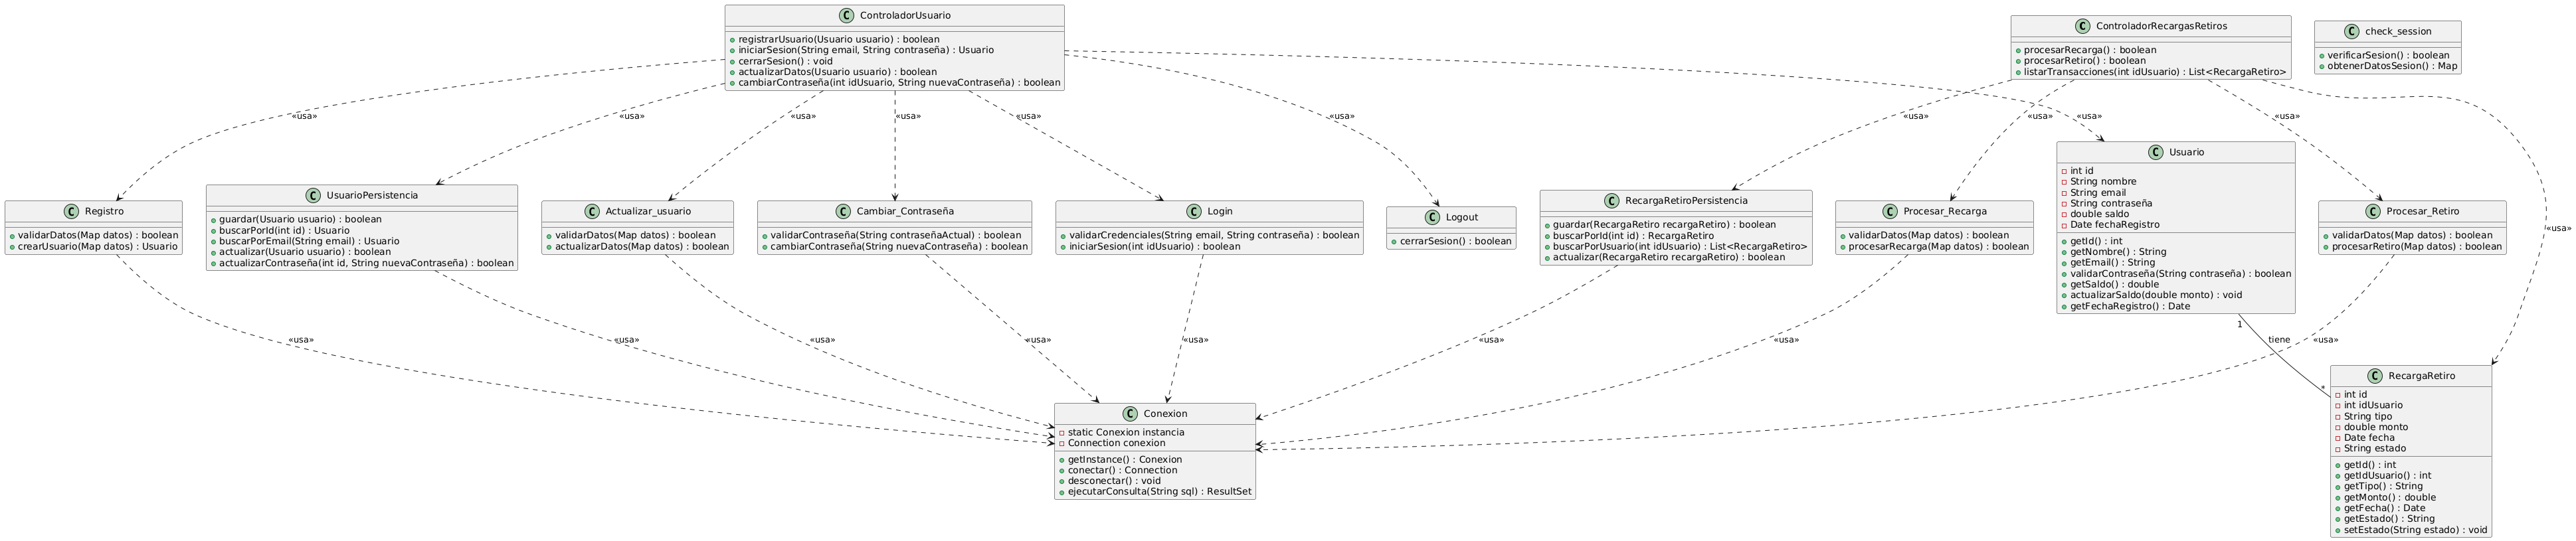 C ControladorUsuario
registrarUsuario(Usuario usuario) : boolean
iniciarSesion(String email, String contraseña) : Usuario
cerrarSesion() : void
actualizarDatos(Usuario usuario) : boolean
cambiarContraseña(int idUsuario, String nuevaContraseña) : boolean
C ControladorRecargasRetiros
procesarRecarga() : boolean
procesarRetiro() : boolean
listarTransacciones(int idUsuario) : List<RecargaRetiro>
C check_session
verificarSesion() : boolean
obtenerDatosSesion() : Map
«usa»
«usa»
«usa»
«usa»
«usa»
«usa»
«usa»
«usa»
«usa»
«usa»
«usa»
C Registro
validarDatos(Map datos) : boolean
crearUsuario(Map datos) : Usuario
C UsuarioPersistencia
guardar(Usuario usuario) : boolean
buscarPorId(int id) : Usuario
buscarPorEmail(String email) : Usuario
actualizar(Usuario usuario) : boolean
actualizarContraseña(int id, String nuevaContraseña) : boolean
C Actualizar_usuario
validarDatos(Map datos) : boolean
actualizarDatos(Map datos) : boolean
C Cambiar_Contraseña
validarContraseña(String contraseñaActual) : boolean
cambiarContraseña(String nuevaContraseña) : boolean
C Login
validarCredenciales(String email, String contraseña) : boolean
iniciarSesion(int idUsuario) : boolean
C Logout
cerrarSesion() : boolean
C RecargaRetiroPersistencia
guardar(RecargaRetiro recargaRetiro) : boolean
buscarPorId(int id) : RecargaRetiro
buscarPorUsuario(int idUsuario) : List<RecargaRetiro>
actualizar(RecargaRetiro recargaRetiro) : boolean
C Procesar_Recarga
validarDatos(Map datos) : boolean
procesarRecarga(Map datos) : boolean
C Usuario
int id
String nombre
String email
String contraseña
double saldo
Date fechaRegistro
getId() : int
getNombre() : String
getEmail() : String
validarContraseña(String contraseña) : boolean
getSaldo() : double
actualizarSaldo(double monto) : void
getFechaRegistro() : Date
C Procesar_Retiro
validarDatos(Map datos) : boolean
procesarRetiro(Map datos) : boolean
«usa»
«usa»
«usa»
«usa»
«usa»
«usa»
«usa»
1
tiene
*
«usa»
C Conexion
static Conexion instancia
Connection conexion
getInstance() : Conexion
conectar() : Connection
desconectar() : void
ejecutarConsulta(String sql) : ResultSet
C RecargaRetiro
int id
int idUsuario
String tipo
double monto
Date fecha
String estado
getId() : int
getIdUsuario() : int
getTipo() : String
getMonto() : double
getFecha() : Date
getEstado() : String
setEstado(String estado) : void